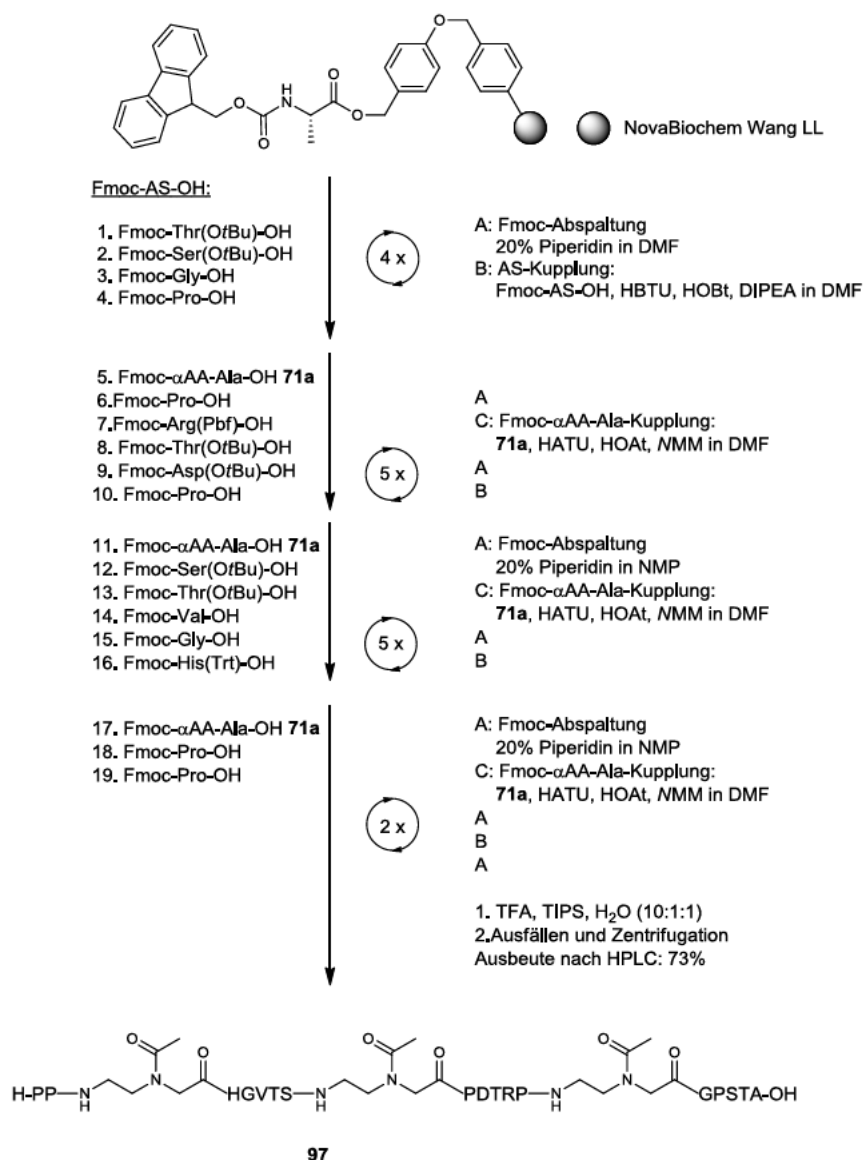 O
O
H
N
O
O
O
NovaBiochem Wang LL
Fmoc-AS-OH:
1. Fmoc-Thr(OtBu)-OH
2. Fmoc-Ser(OtBu)-OH
3. Fmoc-Gly-OH
4. Fmoc-Pro-OH
4 x
A: Fmoc-Abspaltung
20% Piperidin in DMF
B: AS-Kupplung:
Fmoc-AS-OH, HBTU, HOBt, DIPEA in DMF
5. Fmoc-αAA-Ala-OH 71a
6.Fmoc-Pro-OH
7.Fmoc-Arg(Pbf)-OH
8. Fmoc-Thr(OtBu)-OH
9. Fmoc-Asp(OtBu)-OH
10. Fmoc-Pro-OH
5 x
A
C: Fmoc-αAA-Ala-Kupplung:
71a, HATU, HOAt, NMM in DMF
A
B
11. Fmoc-αAA-Ala-OH 71a
12. Fmoc-Ser(OtBu)-OH
13. Fmoc-Thr(OtBu)-OH
14. Fmoc-Val-OH
15. Fmoc-Gly-OH
16. Fmoc-His(Trt)-OH
5 x
A: Fmoc-Abspaltung
20% Piperidin in NMP
C: Fmoc-αAA-Ala-Kupplung:
71a, HATU, HOAt, NMM in DMF
A
B
17. Fmoc-αAA-Ala-OH 71a
18. Fmoc-Pro-OH
19. Fmoc-Pro-OH
2 x
A: Fmoc-Abspaltung
20% Piperidin in NMP
C: Fmoc-αAA-Ala-Kupplung:
71a, HATU, HOAt, NMM in DMF
A
B
A
1. TFA, TIPS, H₂O (10:1:1)
2.Ausfällen und Zentrifugation
Ausbeute nach HPLC: 73%
O O O O O O
H-PP N N HGVTS N N PDTRP N N GPSTA-OH
H H H
97